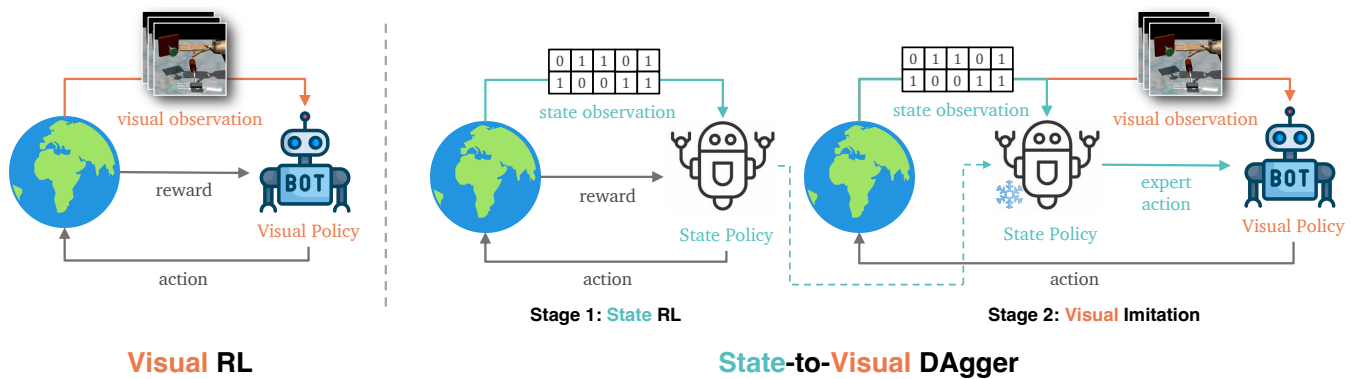 visual observation
reward
BOT
Visual Policy
action
Visual RL
0 1 1 0 1
1 0 0 1 1
state observation
reward
State Policy
action
Stage 1: State RL
0 1 1 0 1
1 0 0 1 1
state observation
visual observation
expert
action
BOT
State Policy
Visual Policy
action
Stage 2: Visual Imitation
State-to-Visual DAgger